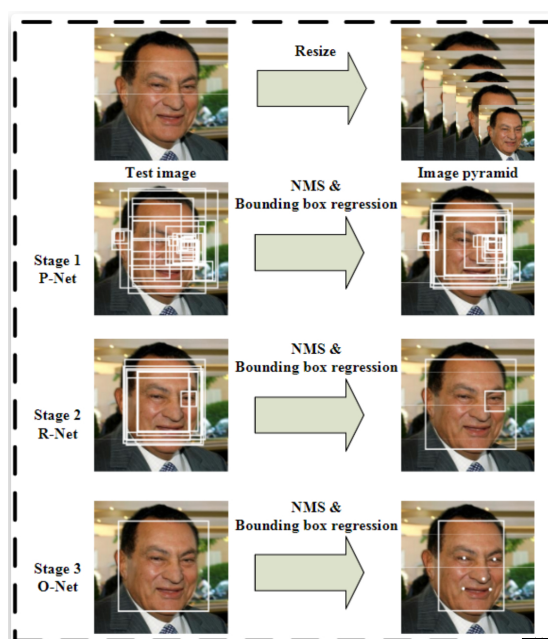 Resize
Test image
Image pyramid
NMS &
Bounding box regression
Stage 1
P-Net
NMS &
Bounding box regression
Stage 2
R-Net
NMS &
Bounding box regression
Stage 3
O-Net